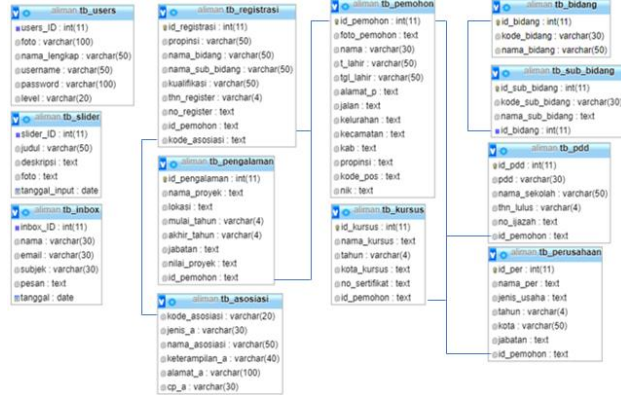 aliman tb_users
users_ID : int(11)
foto : varchar(100)
nama_lengkap : varchar(50)
username : varchar(50)
password : varchar(100)
level : varchar(20)
aliman tb_slider
slider_ID : int(11)
judul : varchar(50)
deskripsi : text
foto : text
tanggal_input : date
aliman tb_inbox
inbox_ID : int(11)
nama : varchar(30)
email : varchar(30)
subjek : varchar(30)
pesan : text
tanggal : date
aliman tb_registrasi
id_registrasi : int(11)
propinsi : varchar(50)
nama_bidang : varchar(50)
nama_sub_bidang : varchar(50)
kualifikasi : varchar(50)
thn_register : varchar(4)
no_register : text
id_pemohon : text
kode_asosiasi : text
aliman tb_pengalaman
id_pengalaman : int(11)
nama_proyek : text
lokasi : text
mulai_tahun : varchar(4)
akhir_tahun : varchar(4)
jabatan : text
nilai_proyek : text
id_pemohon : text
aliman tb_asosiasi
kode_asosiasi : varchar(20)
jenis_a : varchar(30)
nama_asosiasi : varchar(50)
keterampilan_a : varchar(40)
alamat_a : varchar(100)
cp_a : varchar(30)
aliman tb_pemohon
id_pemohon : int(11)
foto_pemohon : text
nama : varchar(30)
t_lahir : varchar(50)
tgl_lahir : varchar(50)
alamat_p : text
jalan : text
kelurahan : text
kecamatan : text
kab : text
propinsi : text
kode_pos : text
nik : text
aliman tb_kursus
id_kursus : int(11)
nama_kursus : text
tahun : varchar(4)
kota_kursus : text
no_sertifikat : text
id_pemohon : text
aliman tb_bidang
id_bidang : int(11)
kode_bidang : varchar(30)
nama_bidang : varchar(50)
aliman tb_sub_bidang
id_sub_bidang : int(11)
kode_sub_bidang : varchar(30)
nama_sub_bidang : text
id_bidang : int(11)
aliman tb_pdd
id_pdd : int(11)
pdd : varchar(30)
nama_sekolah : varchar(50)
thn_lulus : varchar(4)
no_ijazah : text
id_pemohon : text
aliman tb_perusahaan
id_per : int(11)
nama_per : text
jenis_usaha : text
tahun : varchar(4)
kota : varchar(50)
jabatan : text
id_pemohon : text